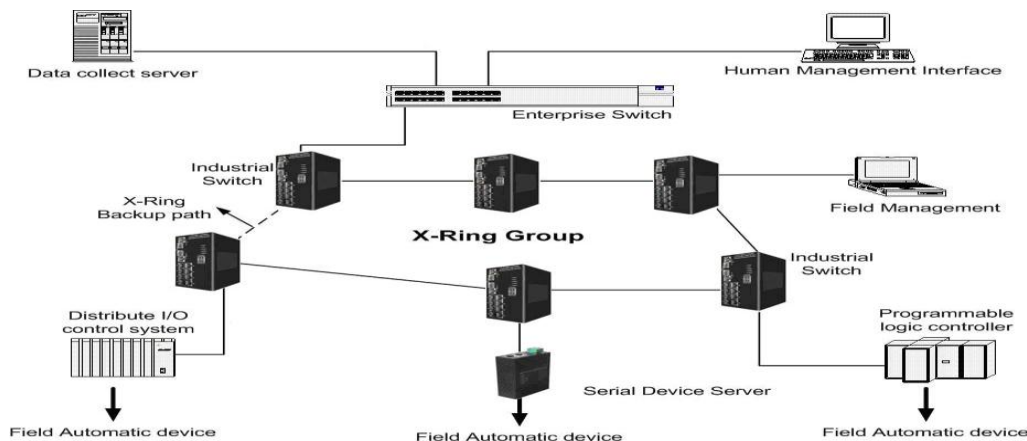 Data collect server
Human Management Interface
Enterprise Switch
Industrial
Switch
X-Ring
Backup path
Field Management
X-Ring Group
Industrial
Switch
Distribute I/O
control system
Programmable
logic controller
Serial Device Server
Field Automatic device
Field Automatic device
Field Automatic device